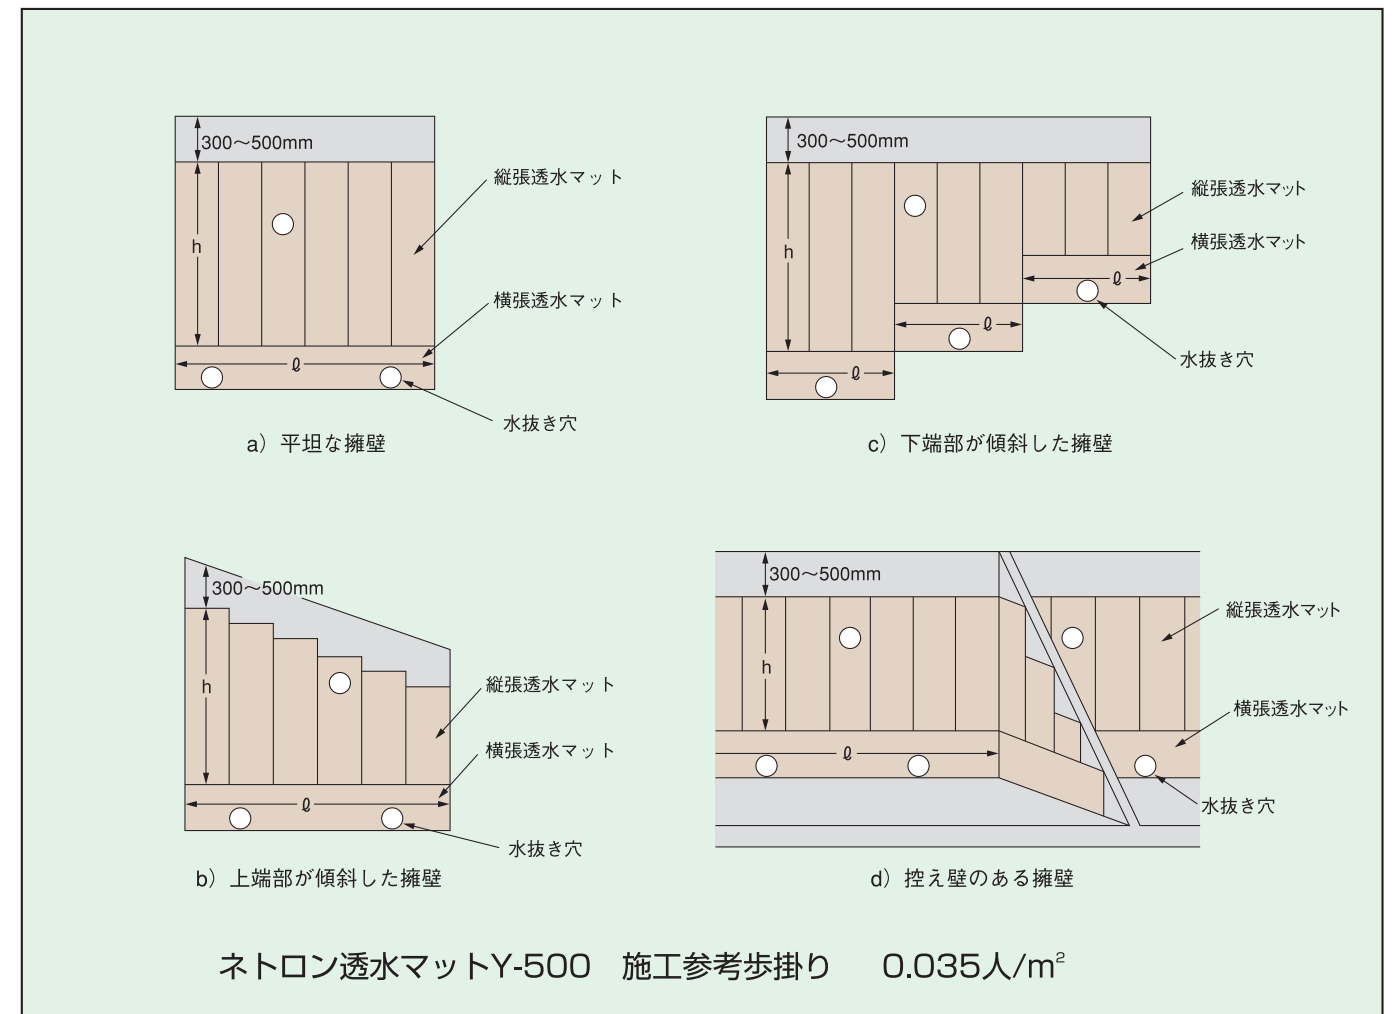 300〜500mm
h
縦張透水マット
横張透水マット
ℓ
水抜き穴
a）平坦な擁壁
300〜500mm
h
縦張透水マット
横張透水マット
ℓ
ℓ
ℓ
水抜き穴
c）下端部が傾斜した擁壁
300〜500mm
h
縦張透水マット
横張透水マット
ℓ
水抜き穴
b）上端部が傾斜した擁壁
300〜500mm
h
縦張透水マット
横張透水マット
ℓ
水抜き穴
d）控え壁のある擁壁
ネトロン透水マットY-500　施工参考歩掛り　0.035人/m²